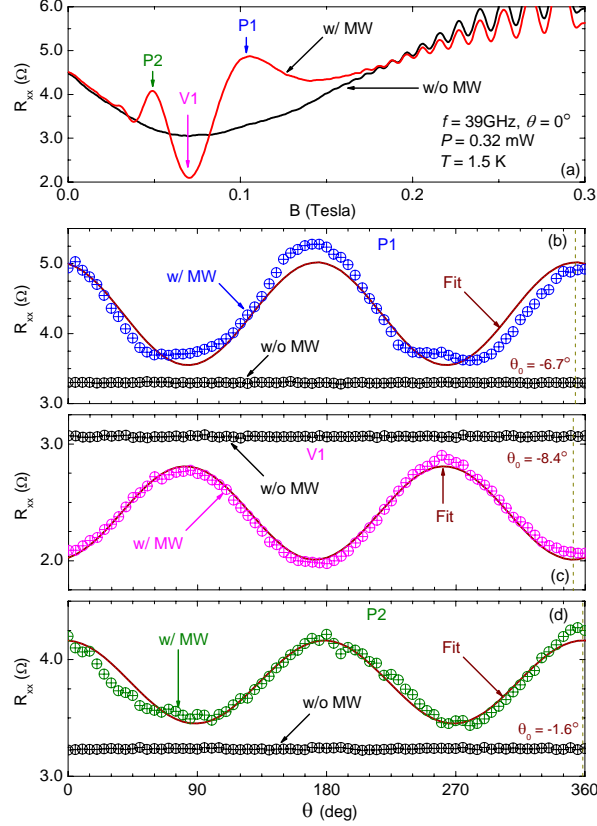 6.0
5.0
4.0
3.0
2.0
R_xx (Ω)
P1
w/ MW
P2
V1
w/o MW
f = 39GHz, θ = 0°
P = 0.32 mW
T = 1.5 K
(a)
0.0 0.1 0.2 0.3
B (Tesla)
P1
(b)
5.0
4.0
3.0
R_xx (Ω)
w/ MW
Fit
w/o MW
θ_0 = -6.7°
3.0
2.0
R_xx (Ω)
V1
θ_0 = -8.4°
w/o MW
w/ MW
Fit
(c)
P2
(d)
4.0
3.0
R_xx (Ω)
w/ MW
Fit
w/o MW
θ_0 = -1.6°
0 90 180 270 360
θ (deg)